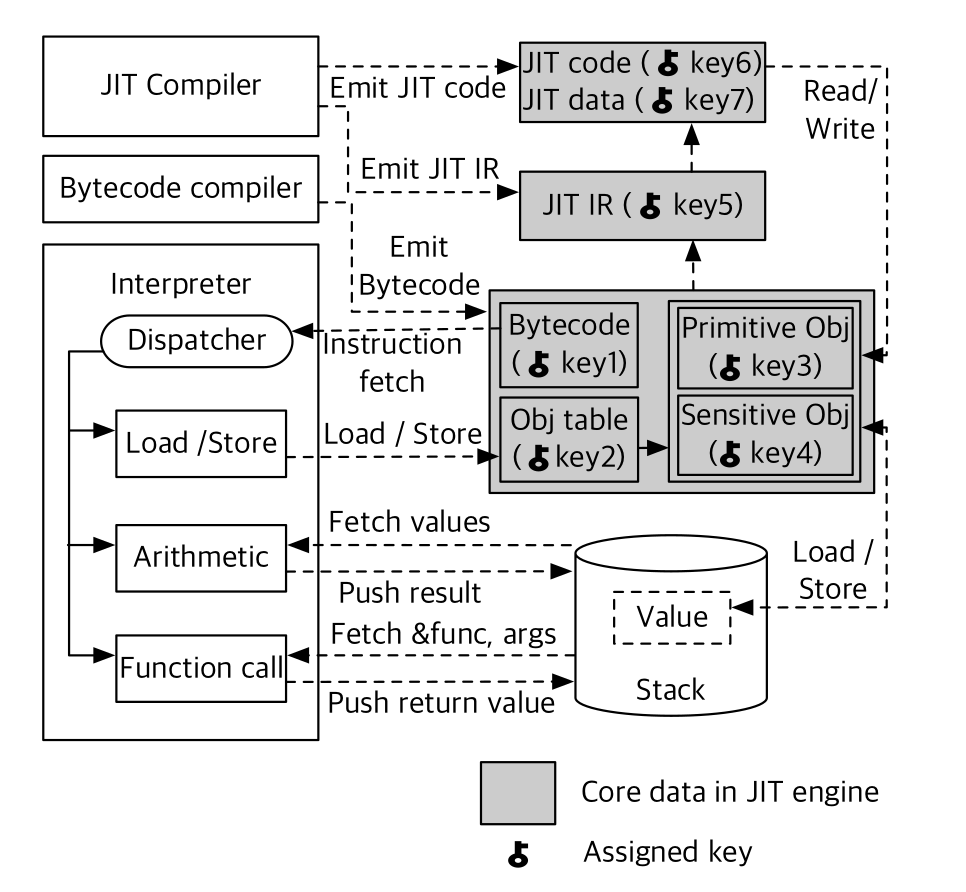 JIT Compiler
Emit JIT code
JIT code ( key6)
JIT data ( key7)
Read/
Write
Bytecode compiler
Emit JIT IR
JIT IR ( key5)
Emit
Bytecode
Interpreter
Dispatcher
Instruction
fetch
Bytecode
( key1)
Primitive Obj
( key3)
Load /Store
Load / Store
Obj table
( key2)
Sensitive Obj
( key4)
Arithmetic
Fetch values
Push result
Load /
Store
Value
Function call
Fetch &func, args
Push return value
Stack
Core data in JIT engine
Assigned key